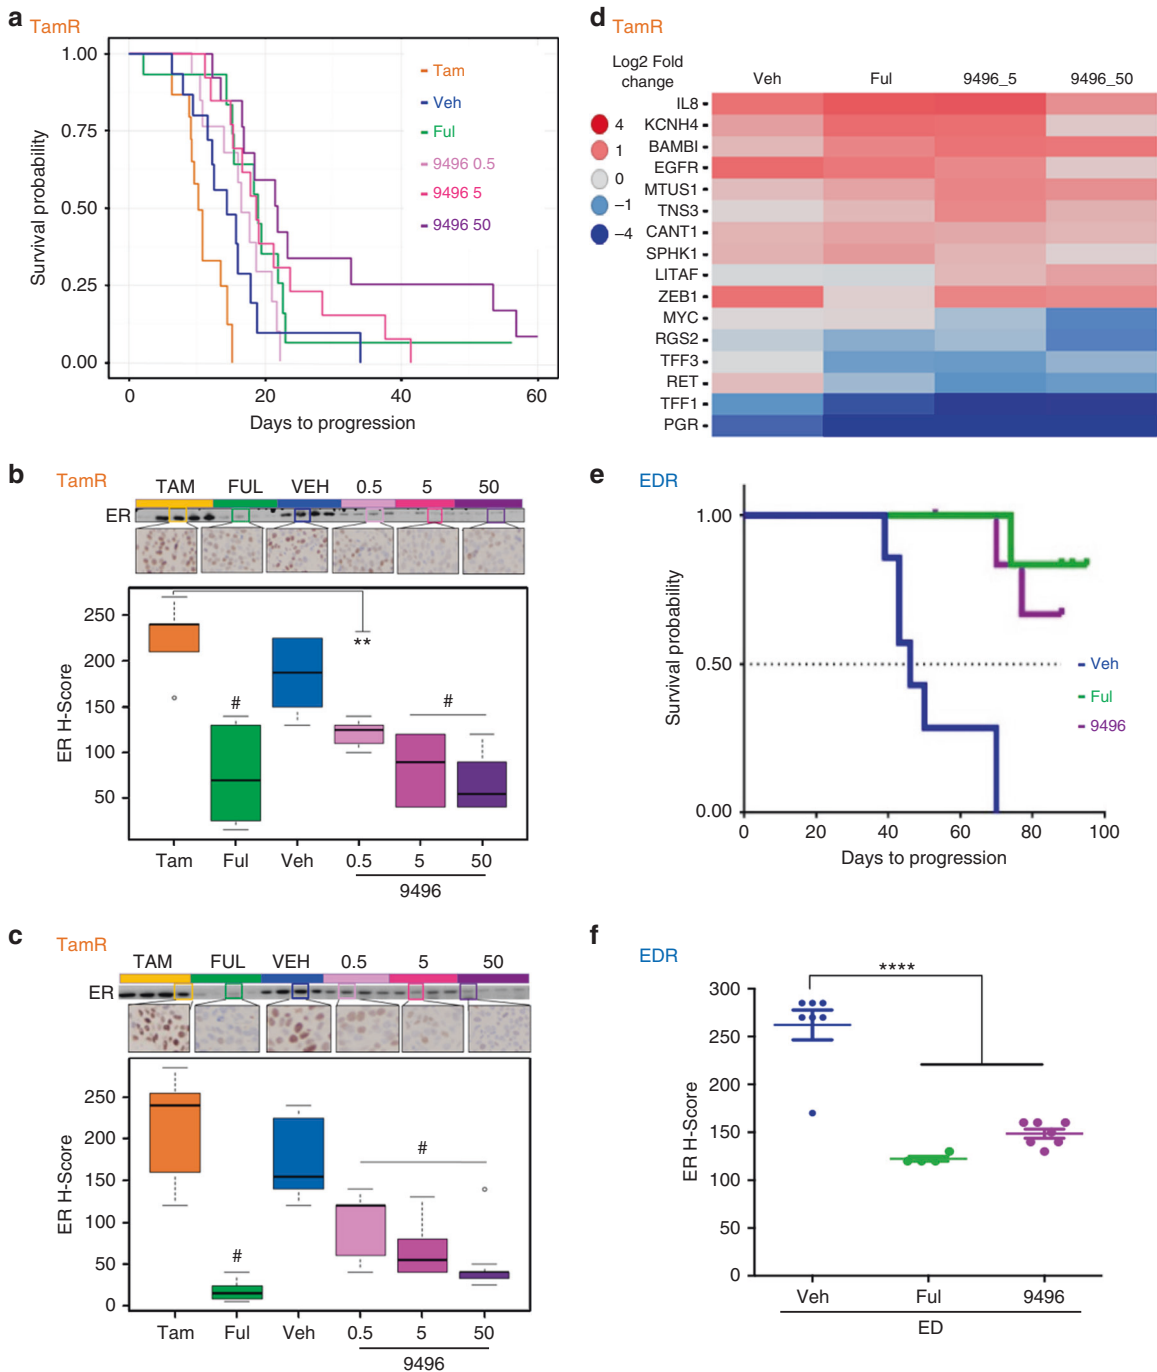 a TamR
1.00
0.75
0.50
0.25
0.00
Survival probability
0 20 40 60
Days to progression
Tam
Veh
Ful
9496 0.5
9496 5
9496 50
d TamR
Log2 Fold
change
4
1
0
−1
−4
Veh Ful 9496_5 9496_50
IL8
KCNH4
BAMBI
EGFR
MTUS1
TNS3
CANT1
SPHK1
LITAF
ZEB1
MYC
RGS2
TFF3
RET
TFF1
PGR
b TamR
TAM FUL VEH 0.5 5 50
ER
250
200
150
100
50
ER H-Score
#
**
#
Tam Ful Veh 0.5 5 50
9496
e EDR
1.00
0.50
0.00
Survival probability
0 20 40 60 80 100
Days to progression
Veh
Ful
9496
c TamR
TAM FUL VEH 0.5 5 50
ER
250
200
150
100
50
0
ER H-Score
#
#
Tam Ful Veh 0.5 5 50
9496
f EDR
****
300
250
200
150
100
50
0
ER H-Score
Veh Ful 9496
ED